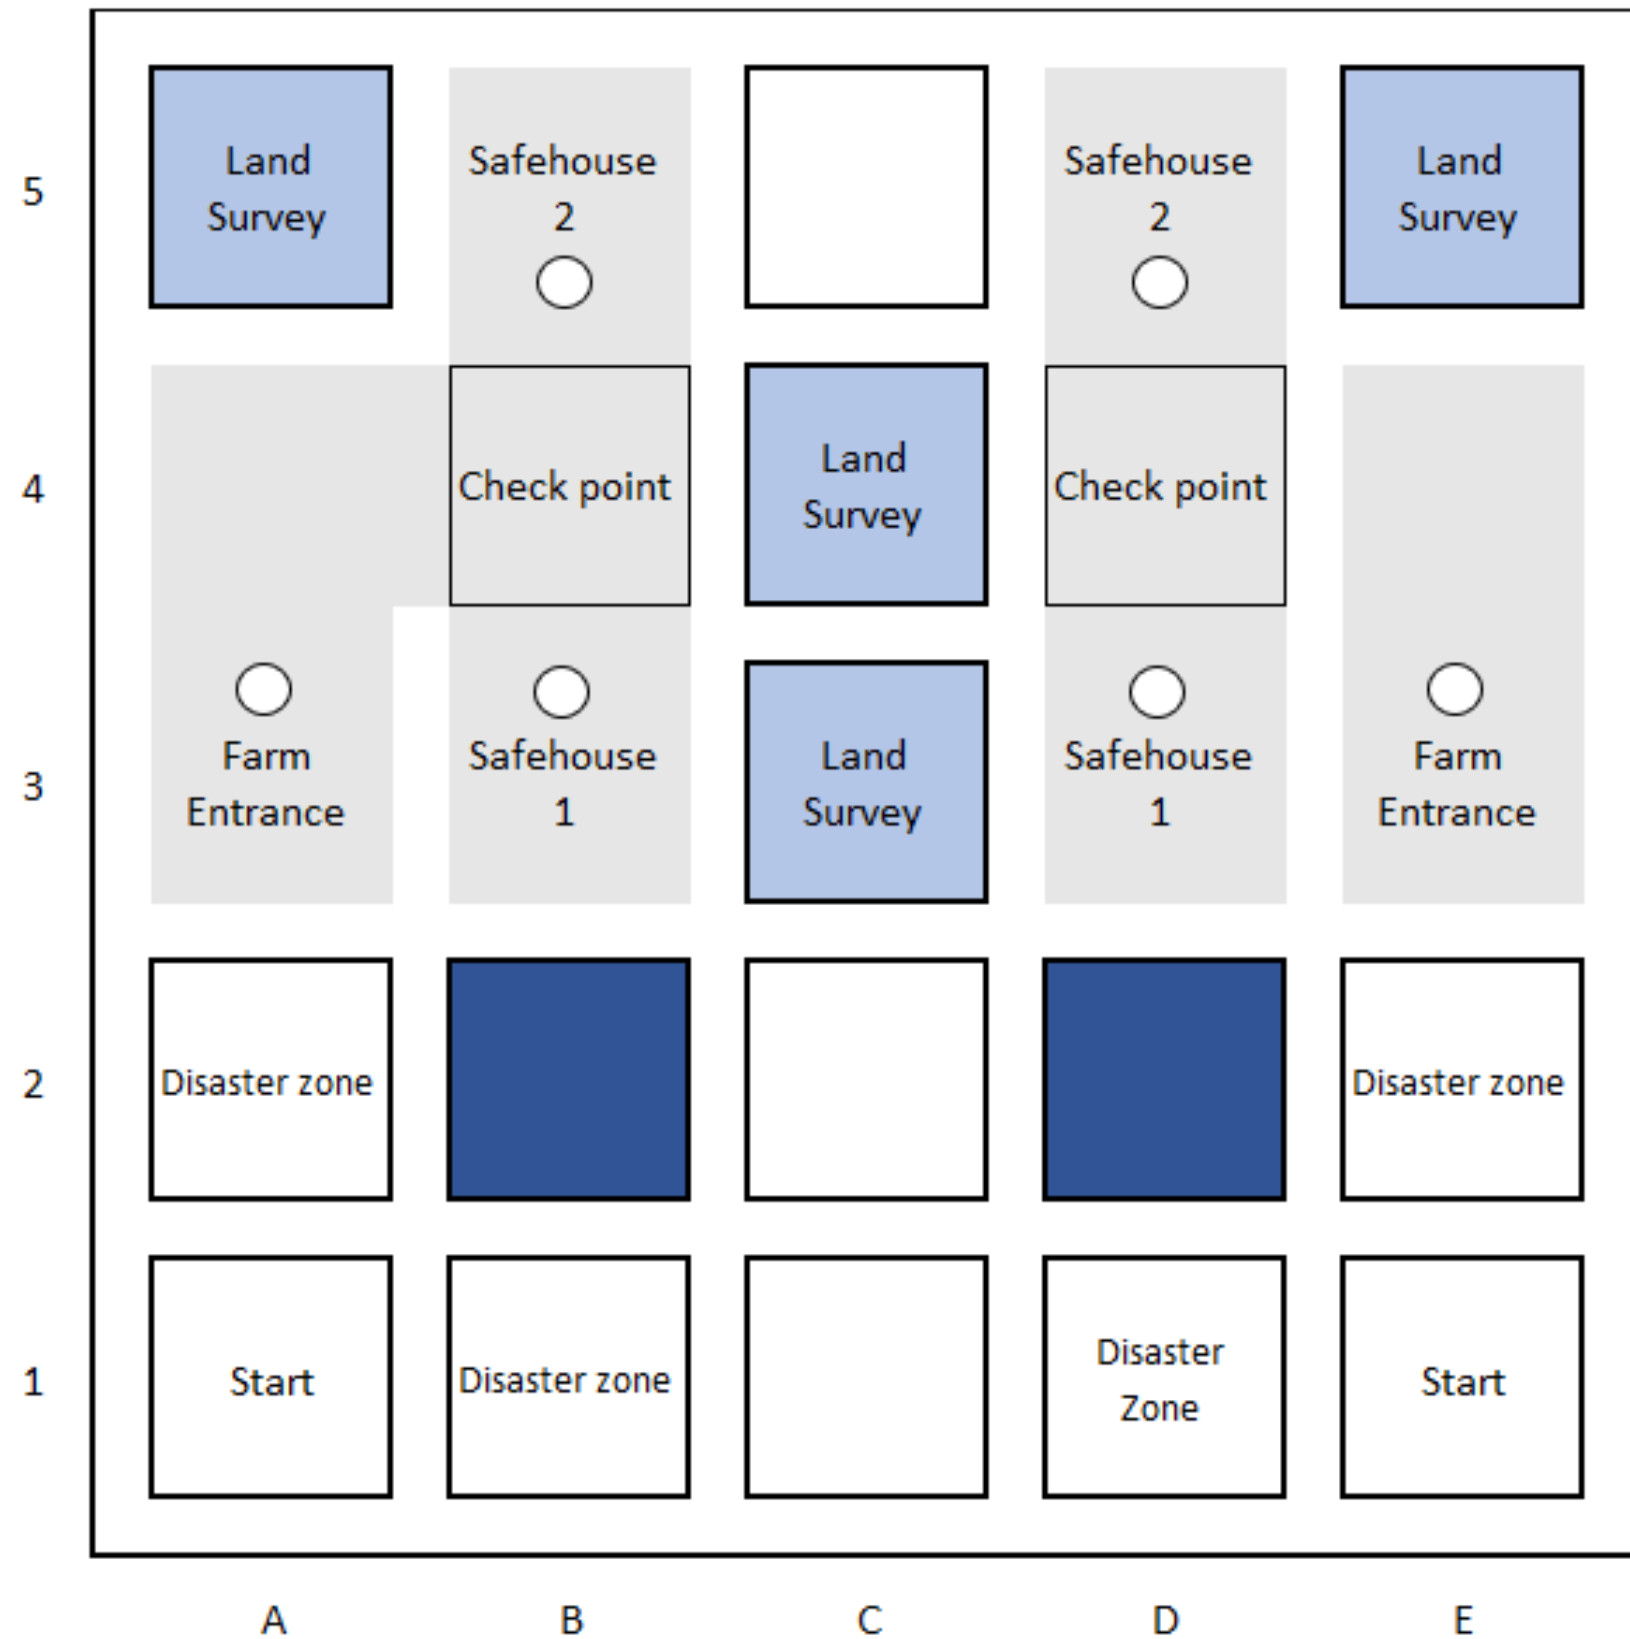 5
Land
Survey
Safehouse
2
Safehouse
2
Land
Survey
4
Check point
Land
Survey
Check point
3
Farm
Entrance
Safehouse
1
Land
Survey
Safehouse
1
Farm
Entrance
2
Disaster zone
Disaster zone
1
Start
Disaster zone
Disaster
Zone
Start
A
B
C
D
E